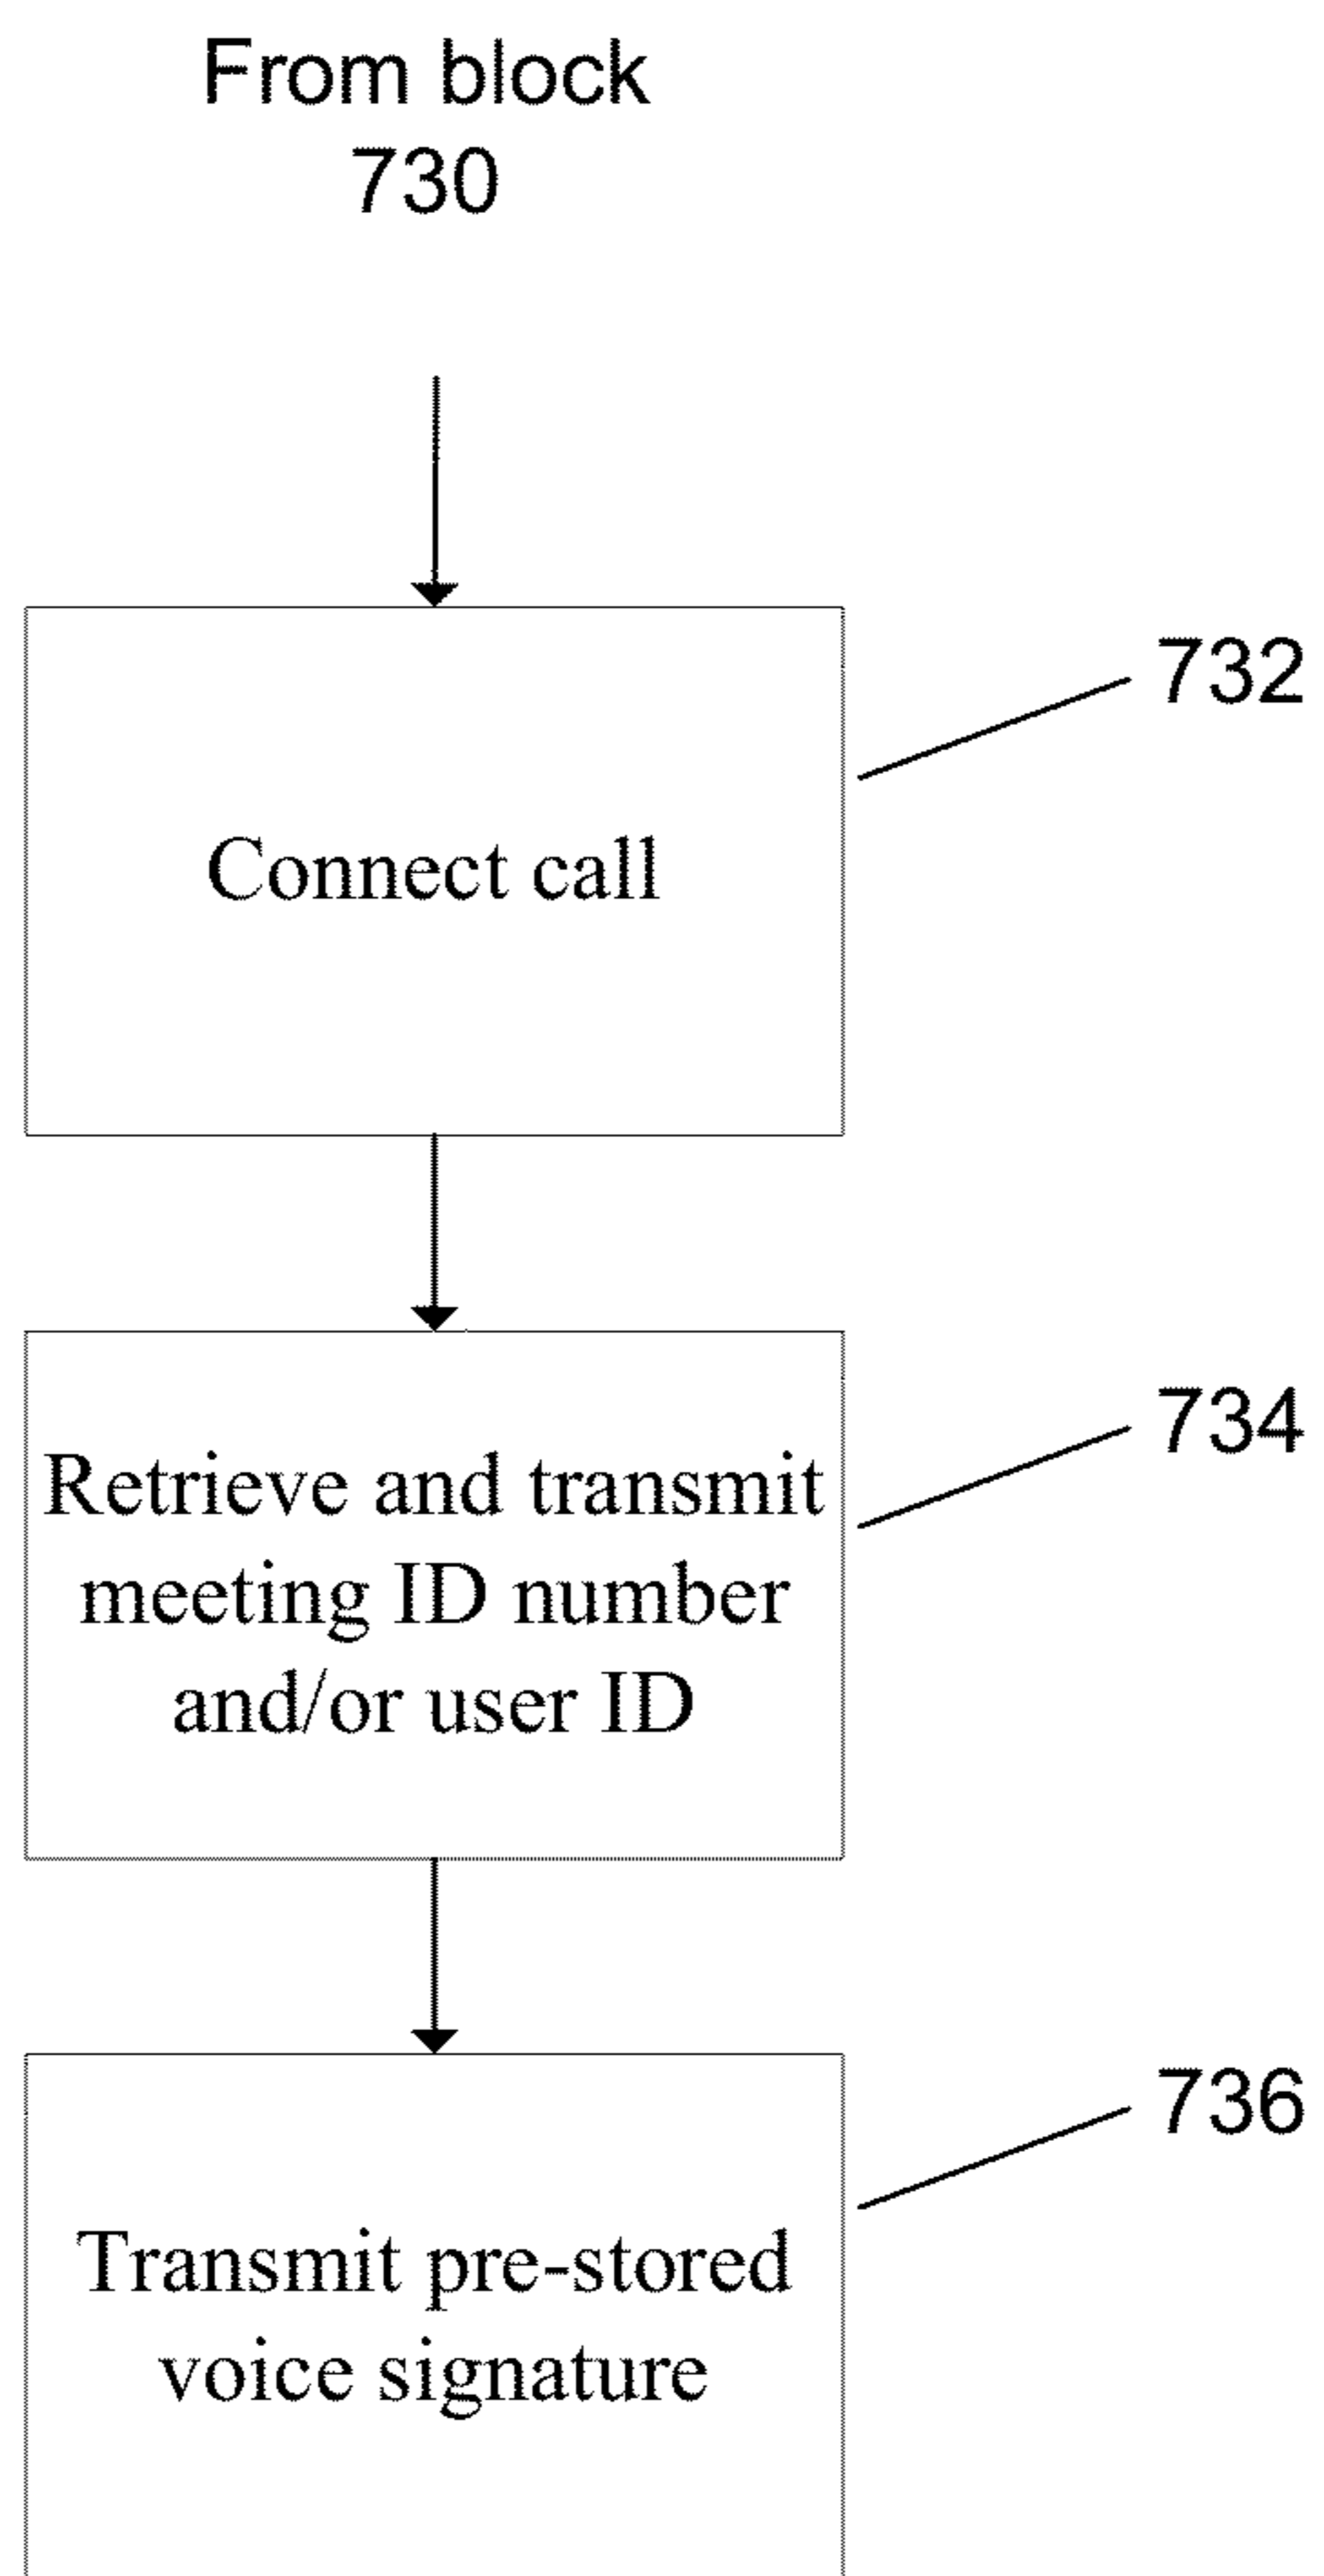 From block
730
732
Connect call
734
Retrieve and transmit
meeting ID number
and/or user ID
736
Transmit pre-stored
voice signature